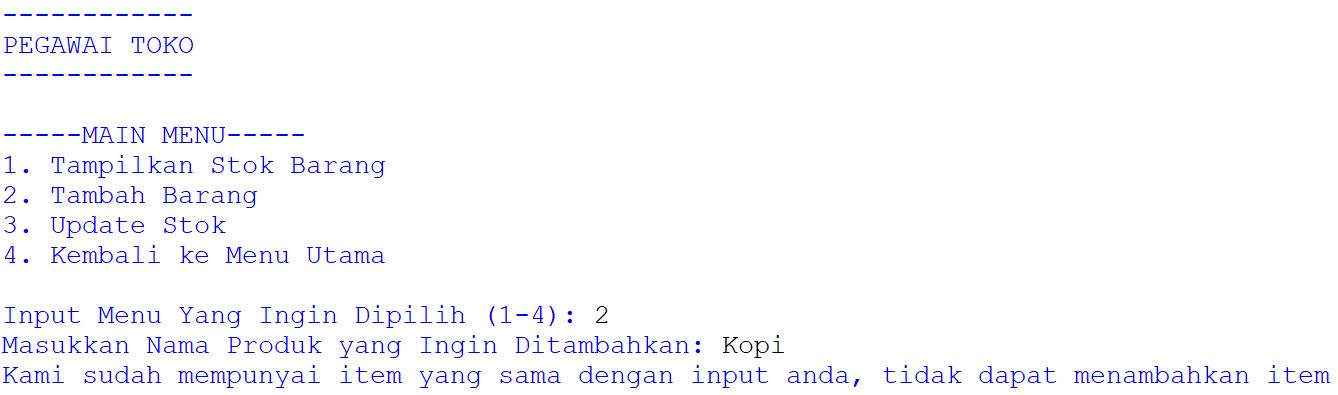 ------------
PEGAWAI TOKO
------------
-----MAIN MENU-----
1. Tampilkan Stok Barang
2. Tambah Barang
3. Update Stok
4. Kembali ke Menu Utama
Input Menu Yang Ingin Dipilih (1-4): 2
Masukkan Nama Produk yang Ingin Ditambahkan: Kopi
Kami sudah mempunyai item yang sama dengan input anda, tidak dapat menambahkan item